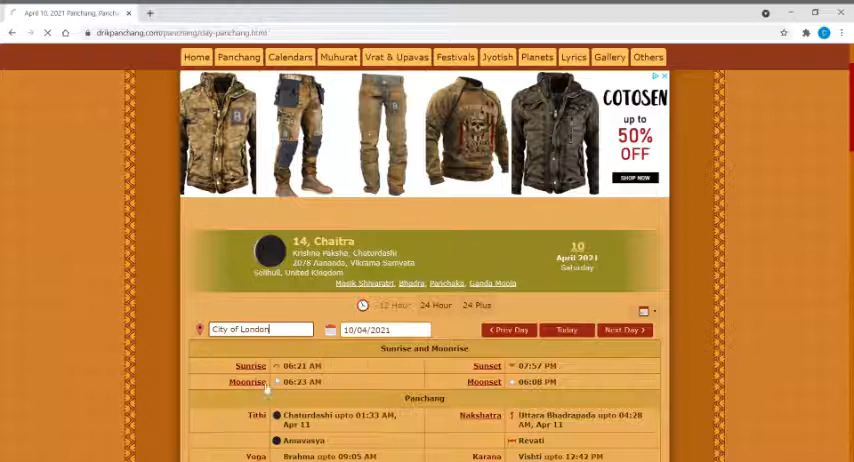 April 10, 2021 Panchang, Panch
drikpanchang.com/panchang/day-panchang.html
Home Panchang Calendars Muhurat Vrat & Upavas Festivals Jyotish Planets Lyrics Gallery Others
COTOSEN
up to
50%
OFF
SHOP NOW
14, Chaitra
Krishna Paksha, Chaturdashi
2078 Aananda, Vikrama Samvata
Solihull, United Kingdom
10
April 2021
Saturday
Masik Shivaratri, Bhadra, Panchaka, Ganda Moola
12 Hour 24 Hour 24 Plus
City of London 10/04/2021 Prev Day Today Next Day
Sunrise and Moonrise
Sunrise 06:21 AM Sunset 07:57 PM
Moonrise 06:23 AM Moonset 06:08 PM
Panchang
Tithi Chaturdashi upto 01:33 AM, Apr 11 Nakshatra Uttara Bhadrapada upto 04:28 AM, Apr 11
Amavasya Revati
Yoga Brahma upto 09:05 AM Karana Vishti upto 12:42 PM